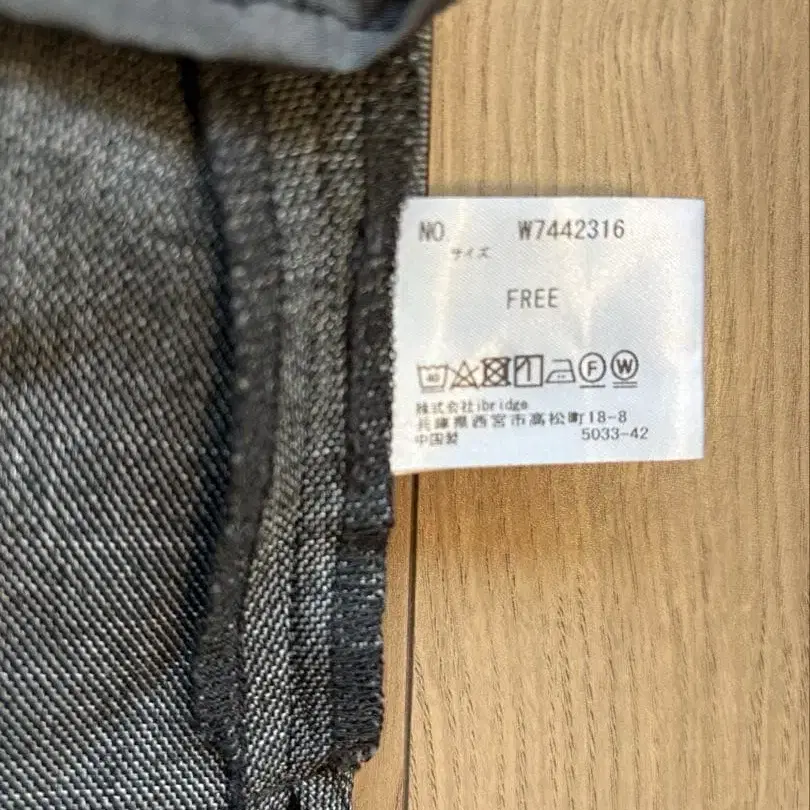 NO. W7442316
サイズ
FREE
40 F W
株式会社ibridge
兵庫県西宮市高松町18-8
中国製 5033-42